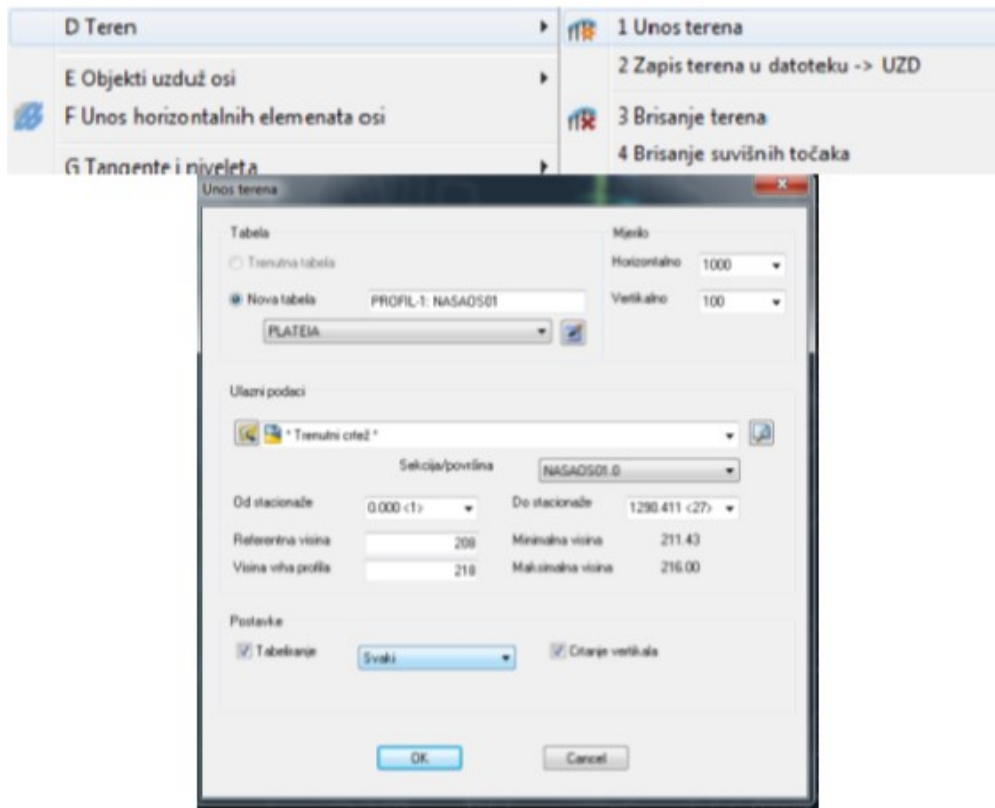 D Teren
1 Unos terena
2 Zapis terena u datoteku -> UZD
E Objekti uzduž osi
F Unos horizontalnih elemenata osi
3 Brisanje terena
4 Brisanje suvišnih točaka
G Tangente i niveleta
Unos terena
Tabela
Mjerilo
Trenutna tabela
Horizontalno 1000
Nova tabela PROFIL-1: NASAOS01
Vertikalno 100
PLATEIA
Ulazni podaci
* Trenutni crtež *
Sekcija/površina NASAOS01.0
Od stacionaže 0.000 <1> Do stacionaže 1290.411 <27>
Referentna visina 208 Minimalna visina 211.43
Visina vrha profila 218 Maksimalna visina 216.00
Postavke
Tabeliranje Svaki Crtanje vertikala
OK Cancel